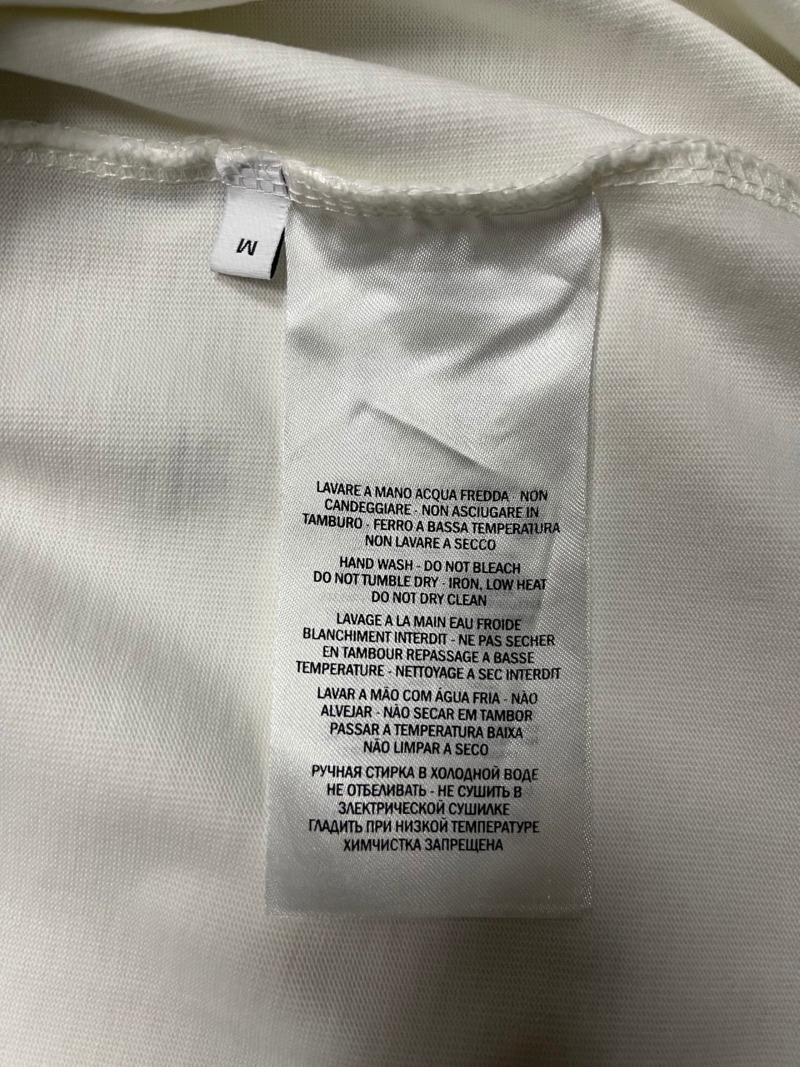 M
LAVARE A MANO ACQUA FREDDA - NON
CANDEGGIARE - NON ASCIUGARE IN
TAMBURO - FERRO A BASSA TEMPERATURA
NON LAVARE A SECCO
HAND WASH - DO NOT BLEACH
DO NOT TUMBLE DRY - IRON, LOW HEAT
DO NOT DRY CLEAN
LAVAGE A LA MAIN EAU FROIDE
BLANCHIMENT INTERDIT - NE PAS SECHER
EN TAMBOUR REPASSAGE A BASSE
TEMPERATURE - NETTOYAGE A SEC INTERDIT
LAVAR A MÃO COM ÁGUA FRIA - NÃO
ALVEJAR - NÃO SECAR EM TAMBOR
PASSAR A TEMPERATURA BAIXA
NÃO LIMPAR A SECO
РУЧНАЯ СТИРКА В ХОЛОДНОЙ ВОДЕ
НЕ ОТБЕЛИВАТЬ - НЕ СУШИТЬ В
ЗЛЕКТРИЧЕСКОЙ СУШИЛКЕ
ГЛАДИТЬ ПРИ НИЗКОЙ ТЕМПЕРАТУРЕ
ХИМЧИСТКА ЗАПРЕЩЕНА